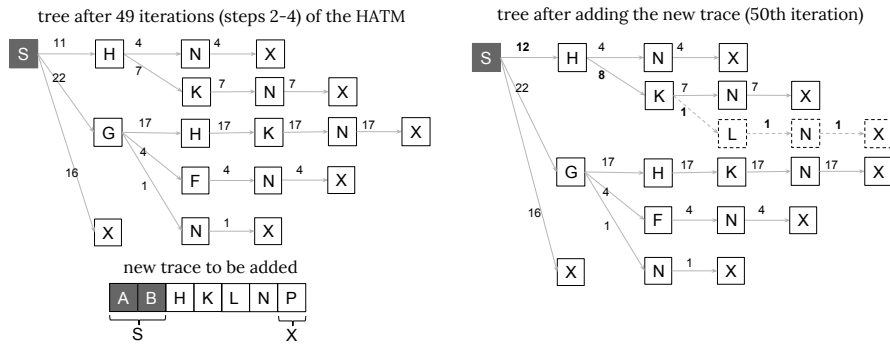 tree after 49 iterations (steps 2-4) of the HATM
S 11 H 4 N 4 X
7 K 7 N 7 X
22 G 17 H 17 K 17 N 17 X
4 F 4 N 4 X
1 N 1 X
16 X
new trace to be added
A B H K L N P
S X
tree after adding the new trace (50th iteration)
S 12 H 4 N 4 X
8 K 7 N 7 X
1 L 1 N 1 X
22 G 17 H 17 K 17 N 17 X
4 F 4 N 4 X
1 N 1 X
16 X